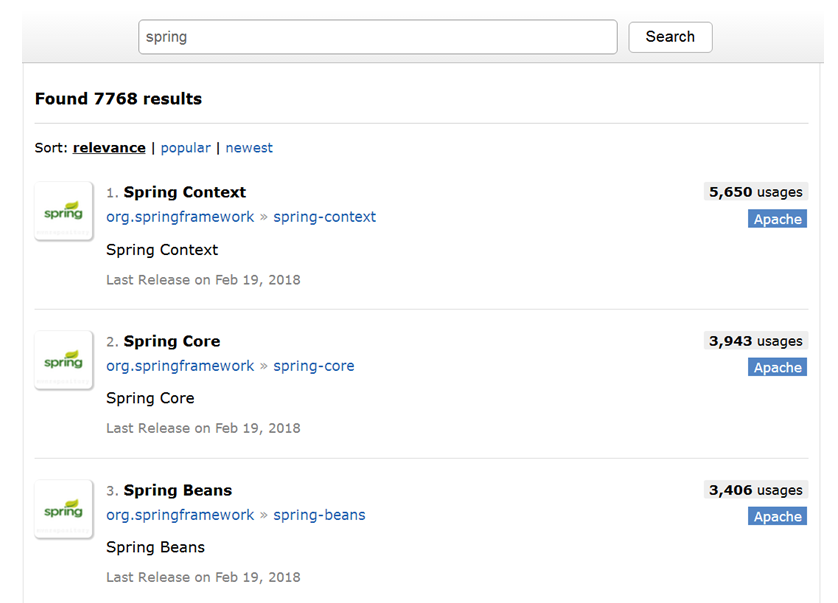 spring
Search
Found 7768 results
Sort: relevance | popular | newest
spring
1. Spring Context
5,650 usages
org.springframework » spring-context
Apache
Spring Context
Last Release on Feb 19, 2018
spring
2. Spring Core
3,943 usages
org.springframework » spring-core
Apache
Spring Core
Last Release on Feb 19, 2018
spring
3. Spring Beans
3,406 usages
org.springframework » spring-beans
Apache
Spring Beans
Last Release on Feb 19, 2018